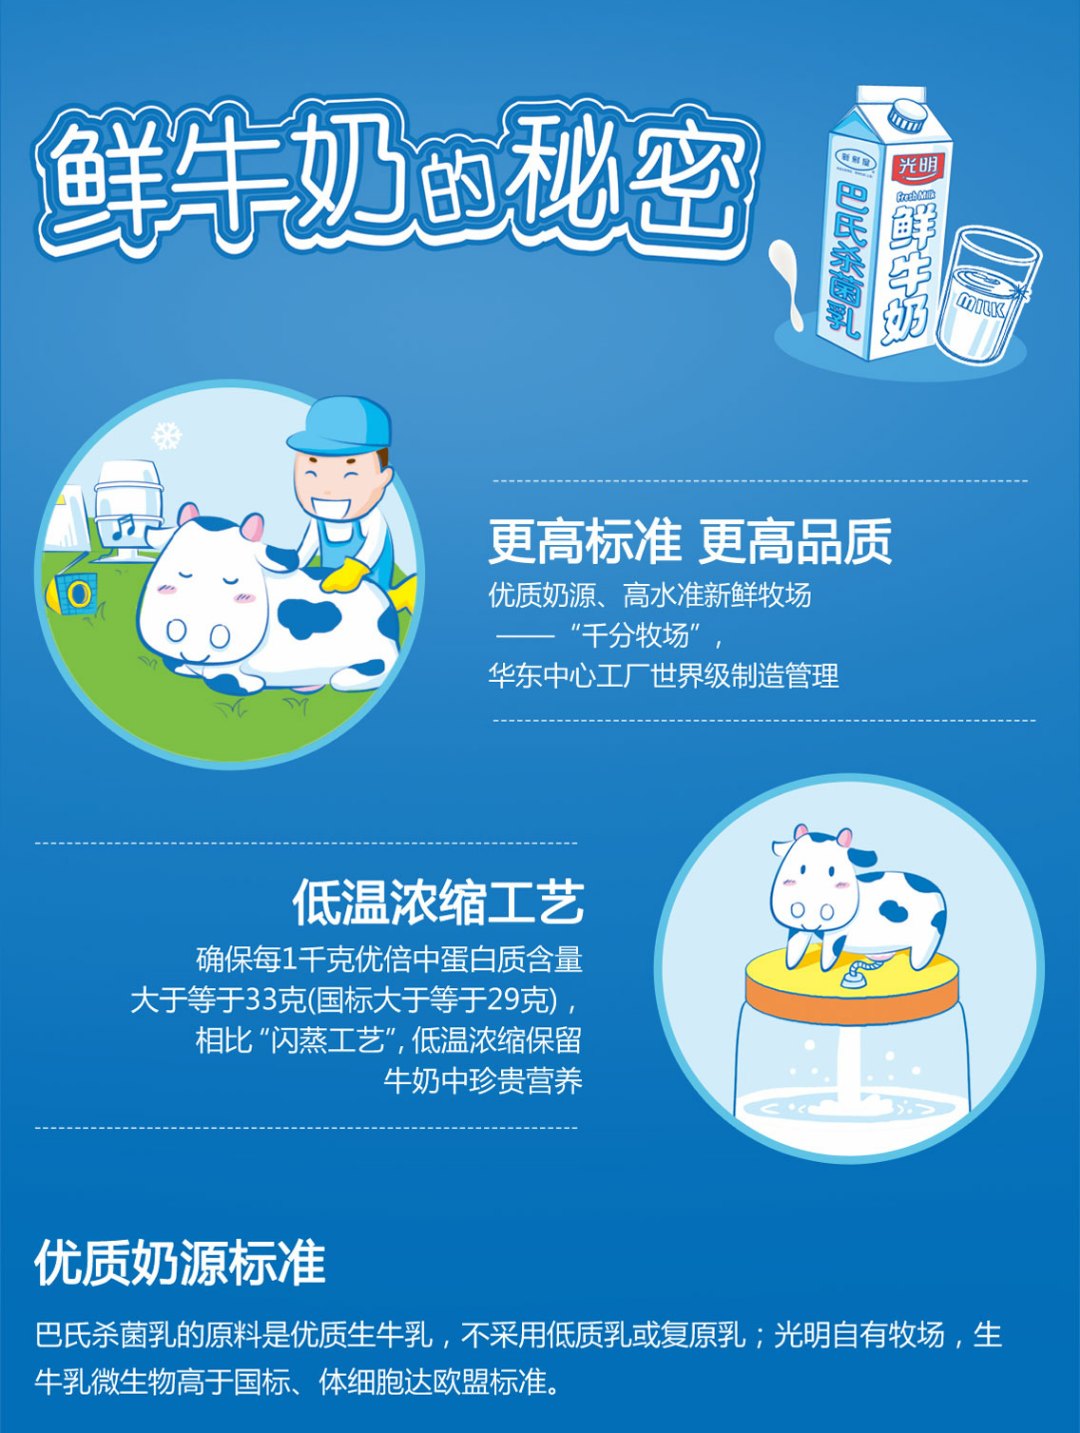 鲜牛奶的秘密
光明
Fresh Milk
鲜牛奶
巴氏杀菌乳
MILK
更高标准 更高品质
优质奶源、高水准新鲜牧场
——“千分牧场”，
华东中心工厂世界级制造管理
低温浓缩工艺
确保每1千克优倍中蛋白质含量
大于等于33克(国标大于等于29克)，
相比“闪蒸工艺”, 低温浓缩保留
牛奶中珍贵营养
优质奶源标准
巴氏杀菌乳的原料是优质生牛乳，不采用低质乳或复原乳；光明自有牧场，生
牛乳微生物高于国标、体细胞达欧盟标准。